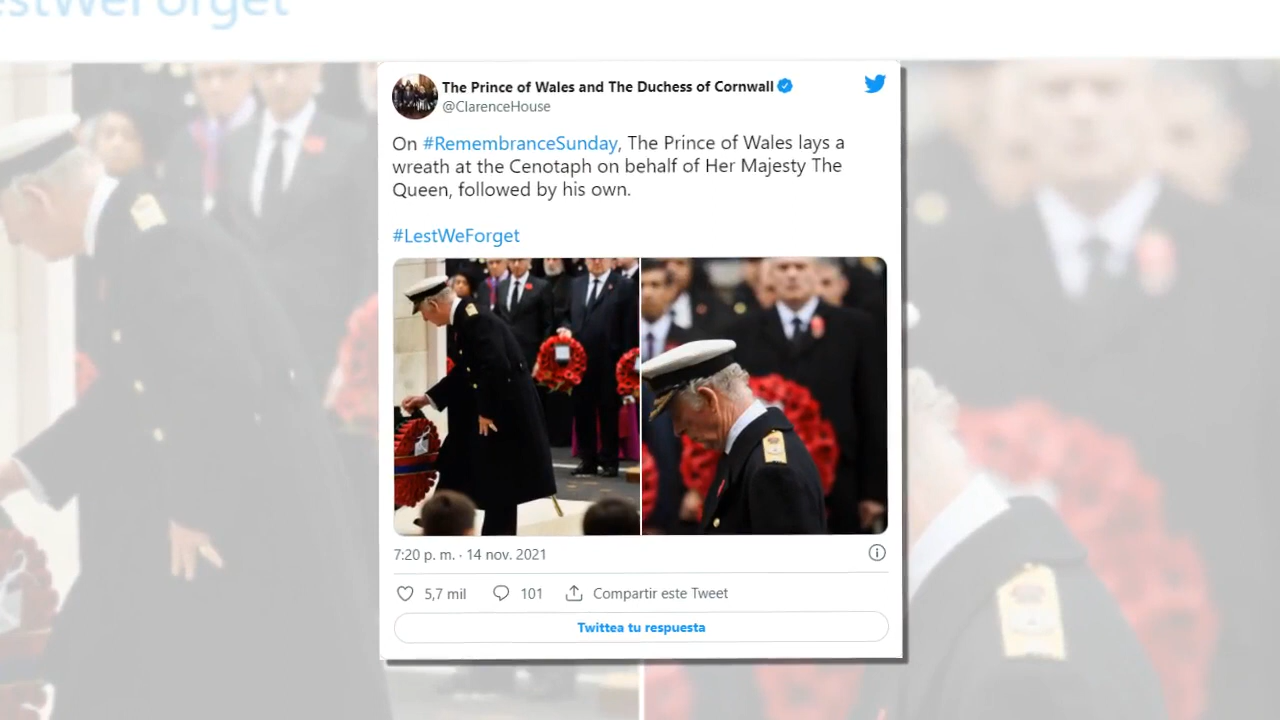 estWeForget
The Prince of Wales and The Duchess of Cornwall
@ClarenceHouse
On #RemembranceSunday, The Prince of Wales lays a
wreath at the Cenotaph on behalf of Her Majesty The
Queen, followed by his own.
#LestWeForget
7:20 p. m. · 14 nov. 2021
5,7 mil
101
Compartir este Tweet
Twittea tu respuesta